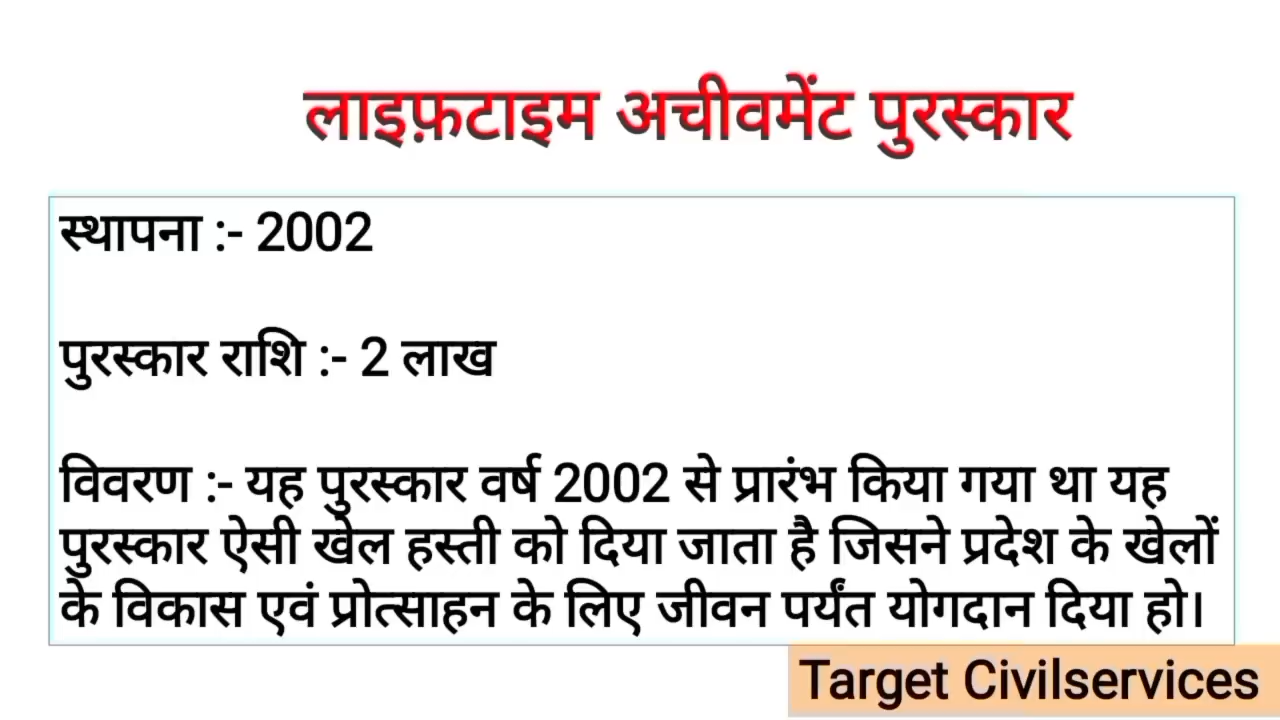 लाइफ़टाइम अचीवमेंट पुरस्कार
स्थापना :- 2002
पुरस्कार राशि :- 2 लाख
विवरण :- यह पुरस्कार वर्ष 2002 से प्रारंभ किया गया था यह
पुरस्कार ऐसी खेल हस्ती को दिया जाता है जिसने प्रदेश के खेलों
के विकास एवं प्रोत्साहन के लिए जीवन पर्यंत योगदान दिया हो।
Target Civilservices